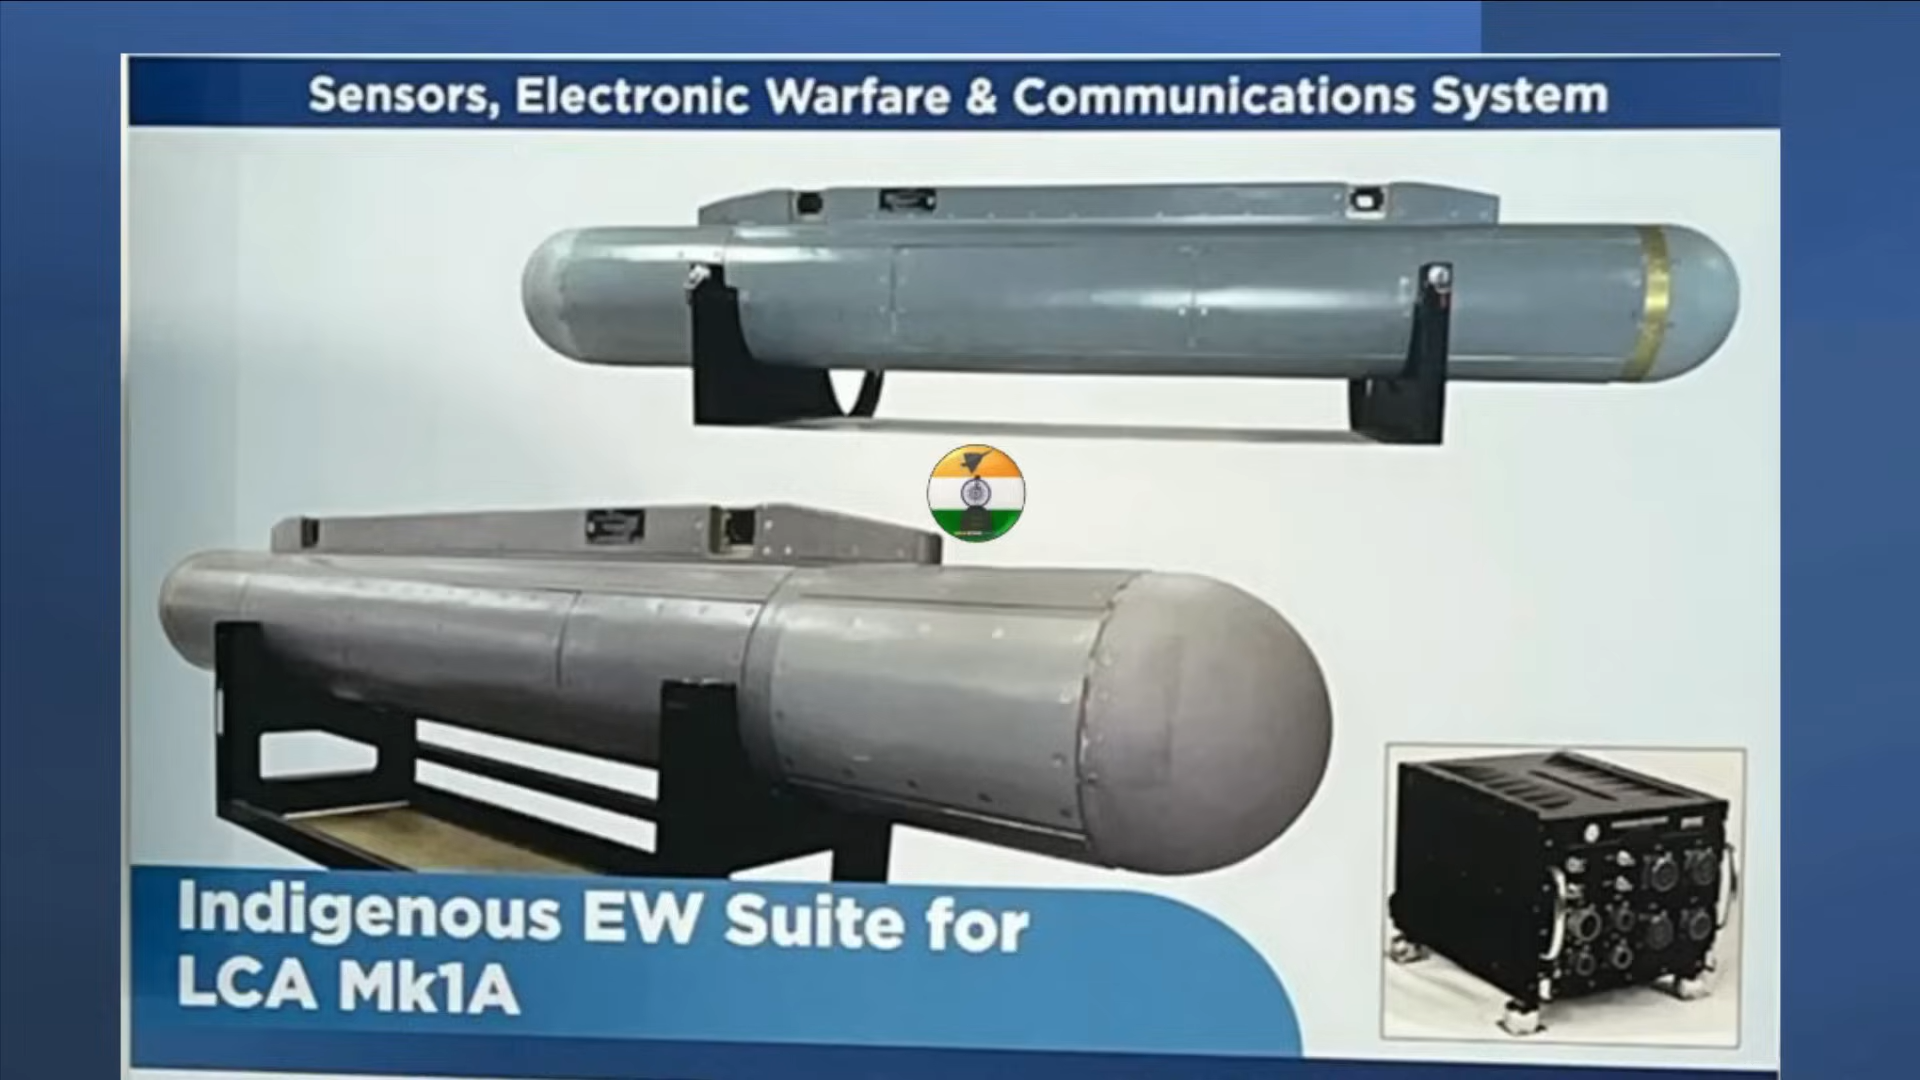 Sensors, Electronic Warfare & Communications System
Indigenous EW Suite for
LCA Mk1A